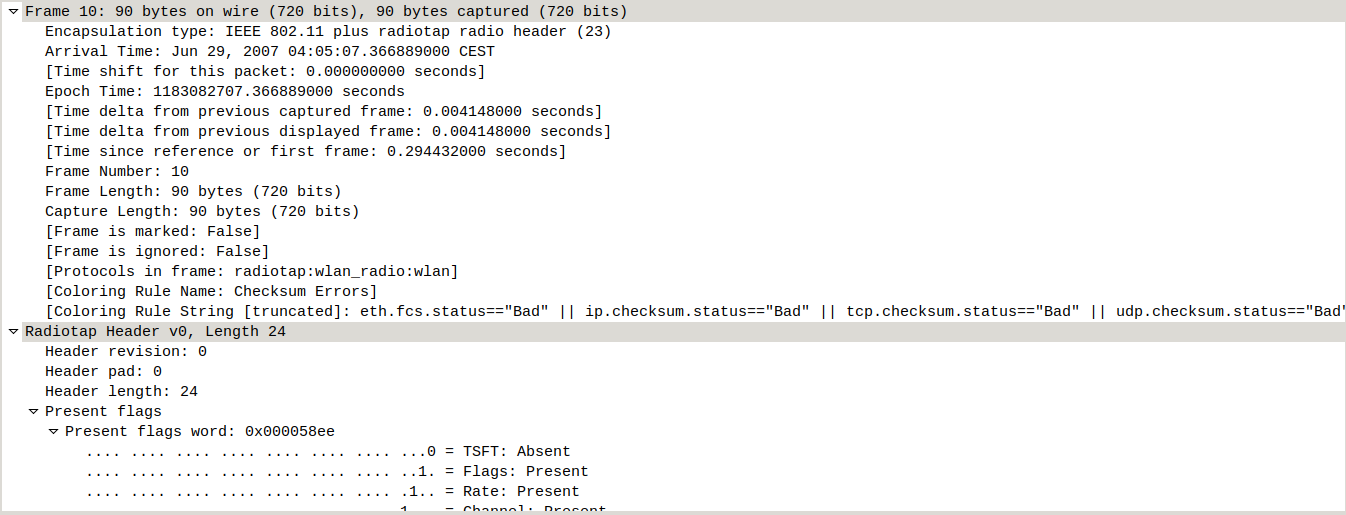 Frame 10: 90 bytes on wire (720 bits), 90 bytes captured (720 bits)
Encapsulation type: IEEE 802.11 plus radiotap radio header (23)
Arrival Time: Jun 29, 2007 04:05:07.366889000 CEST
[Time shift for this packet: 0.000000000 seconds]
Epoch Time: 1183082707.366889000 seconds
[Time delta from previous captured frame: 0.004148000 seconds]
[Time delta from previous displayed frame: 0.004148000 seconds]
[Time since reference or first frame: 0.294432000 seconds]
Frame Number: 10
Frame Length: 90 bytes (720 bits)
Capture Length: 90 bytes (720 bits)
[Frame is marked: False]
[Frame is ignored: False]
[Protocols in frame: radiotap:wlan_radio:wlan]
[Coloring Rule Name: Checksum Errors]
[Coloring Rule String [truncated]: eth.fcs.status=="Bad" || ip.checksum.status=="Bad" || tcp.checksum.status=="Bad" || udp.checksum.status=="Bad"
Radiotap Header v0, Length 24
Header revision: 0
Header pad: 0
Header length: 24
Present flags
Present flags word: 0x000058ee
.... .... .... .... .... .... .... ...0 = TSFT: Absent
.... .... .... .... .... .... .... ..1. = Flags: Present
.... .... .... .... .... .... .... .1.. = Rate: Present
.... .... .... .... .... .... .... 1... = Channel: Present